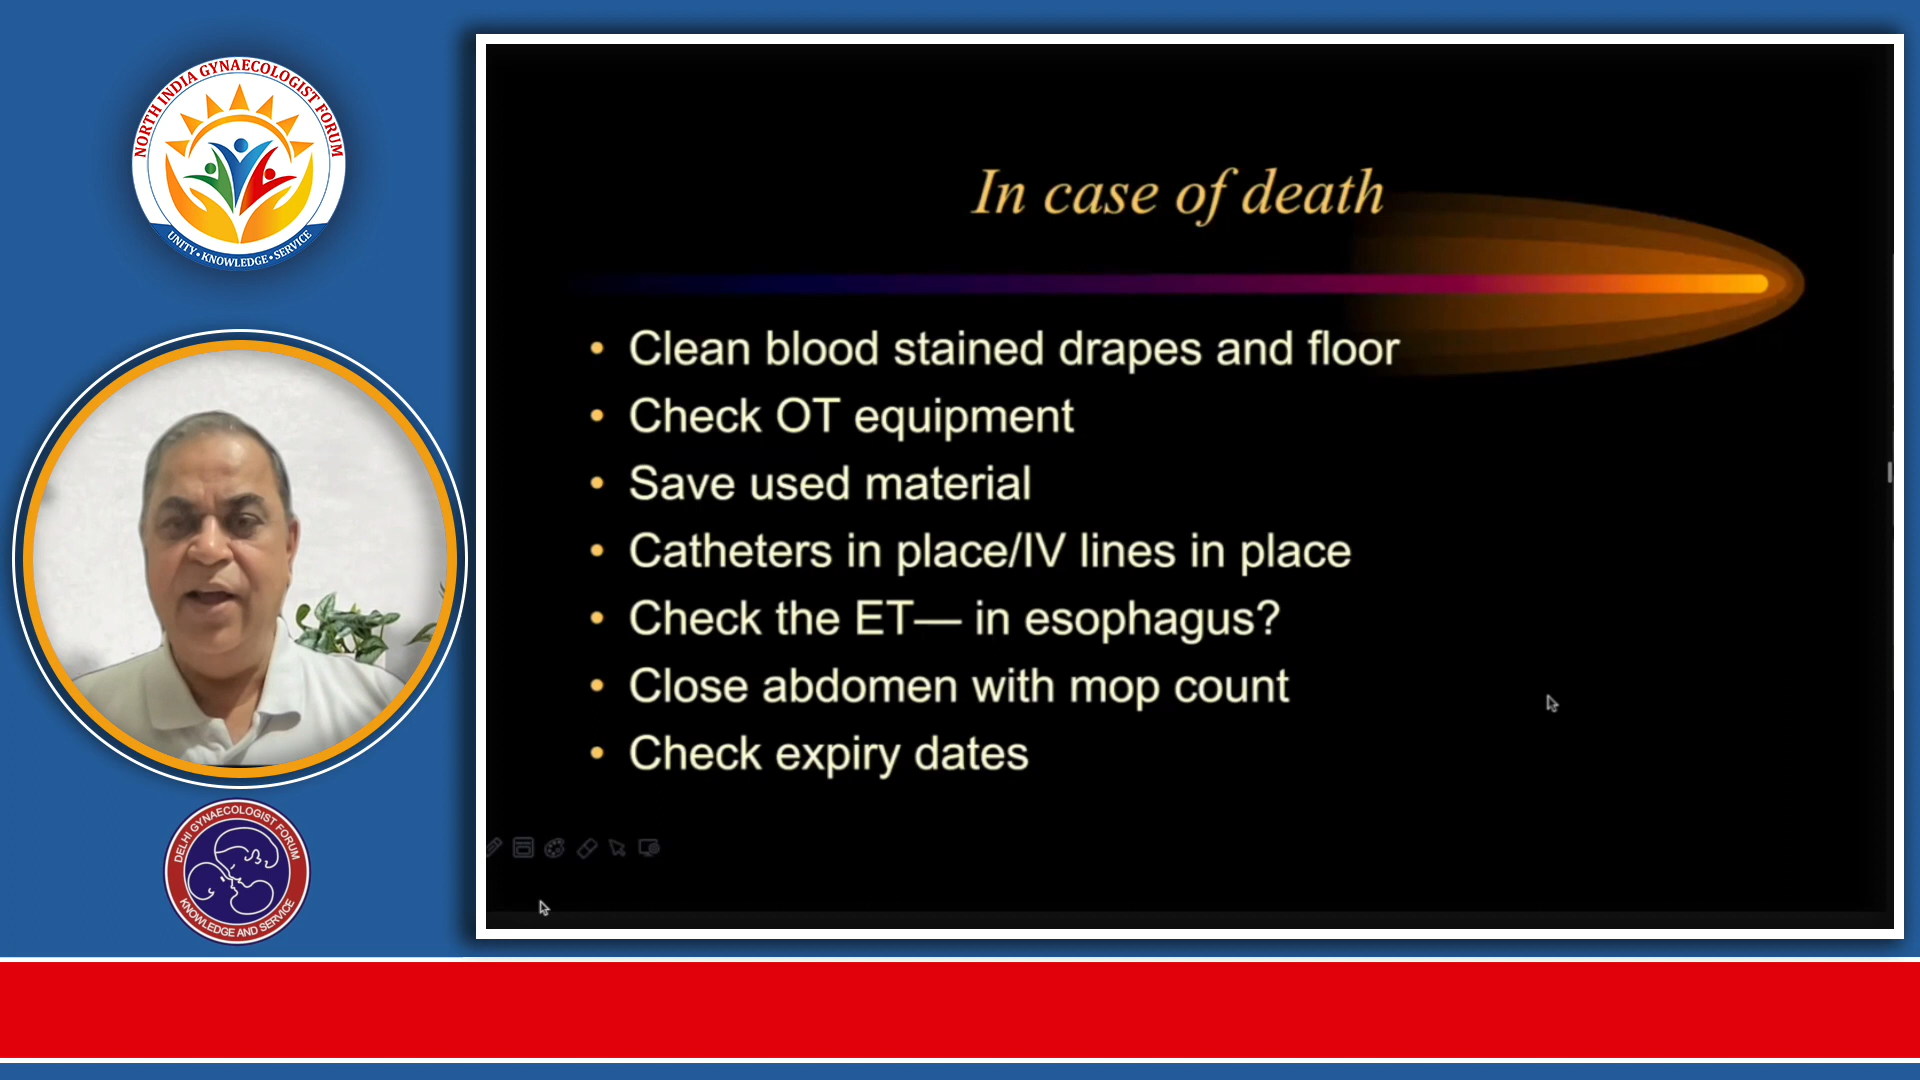 NORTH INDIA GYNAECOLOGIST FORUM
UNITY • KNOWLEDGE • SERVICE
DELHI GYNAECOLOGIST FORUM
KNOWLEDGE AND SERVICE
In case of death
• Clean blood stained drapes and floor
• Check OT equipment
• Save used material
• Catheters in place/IV lines in place
• Check the ET— in esophagus?
• Close abdomen with mop count
• Check expiry dates